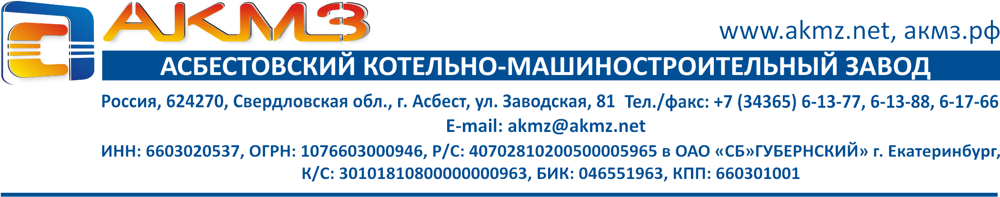 АКМЗ
www.akmz.net, акмз.рф
АСБЕСТОВСКИЙ КОТЕЛЬНО-МАШИНОСТРОИТЕЛЬНЫЙ ЗАВОД
Россия, 624270, Свердловская обл., г. Асбест, ул. Заводская, 81 Тел./факс: +7 (34365) 6-13-77, 6-13-88, 6-17-66
E-mail: akmz@akmz.net
ИНН: 6603020537, ОГРН: 1076603000946, Р/С: 40702810200500005965 в ОАО «СБ»ГУБЕРНСКИЙ» г. Екатеринбург,
К/С: 30101810800000000963, БИК: 046551963, КПП: 660301001